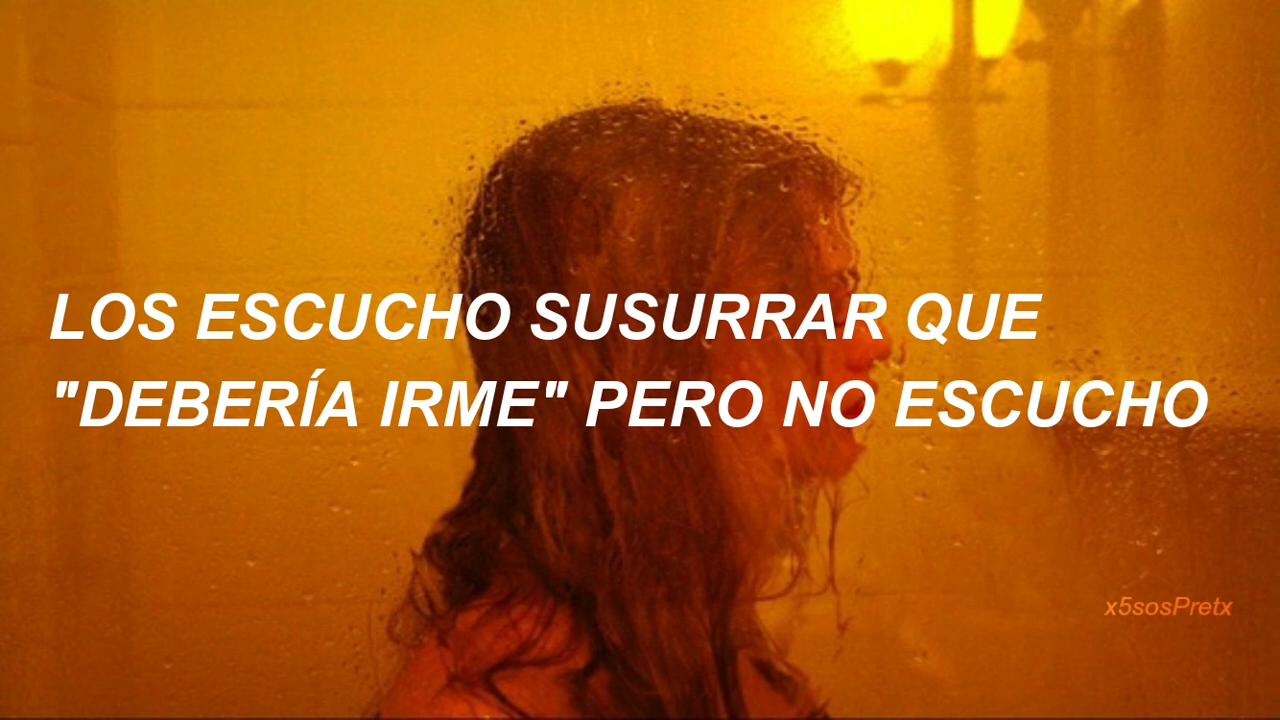 LOS ESCUCHO SUSURRAR QUE
"DEBERÍA IRME" PERO NO ESCUCHO
x5sosPretx